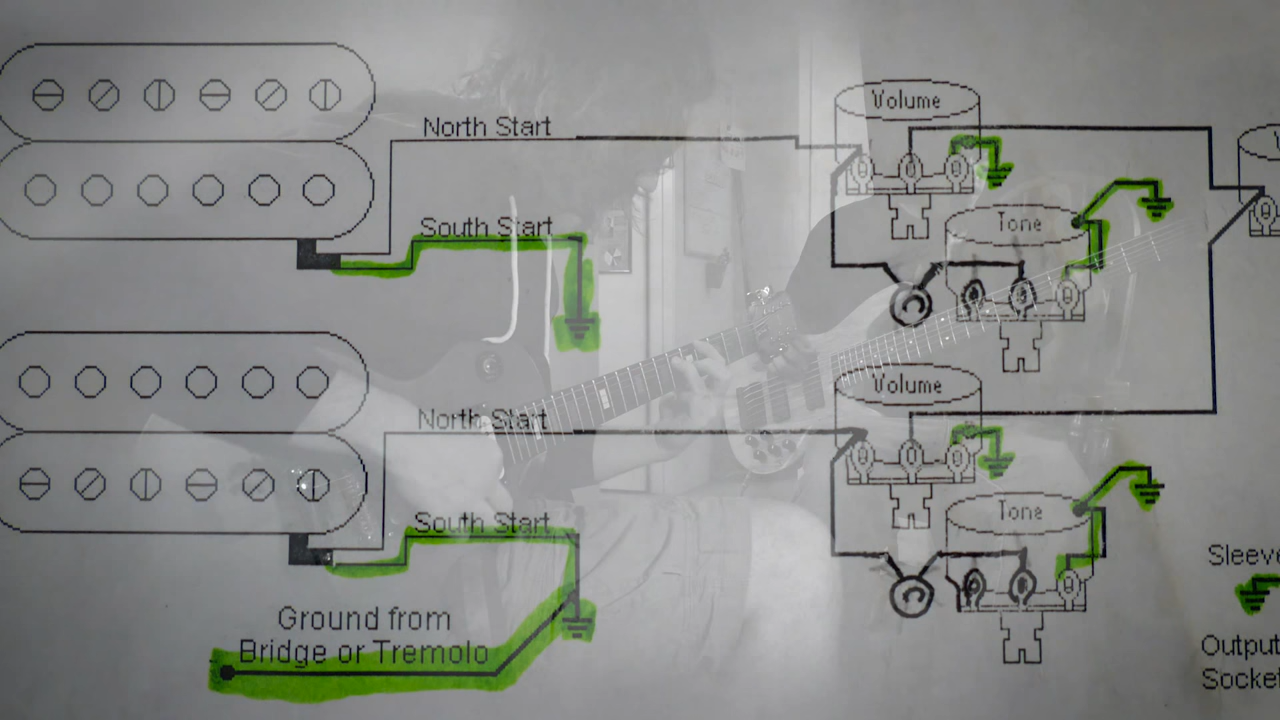 Volume
North Start
South Start
Tone
Volume
North Start
South Start
Tone
Ground from
Bridge or Tremolo
Sleeve
Output
Socket